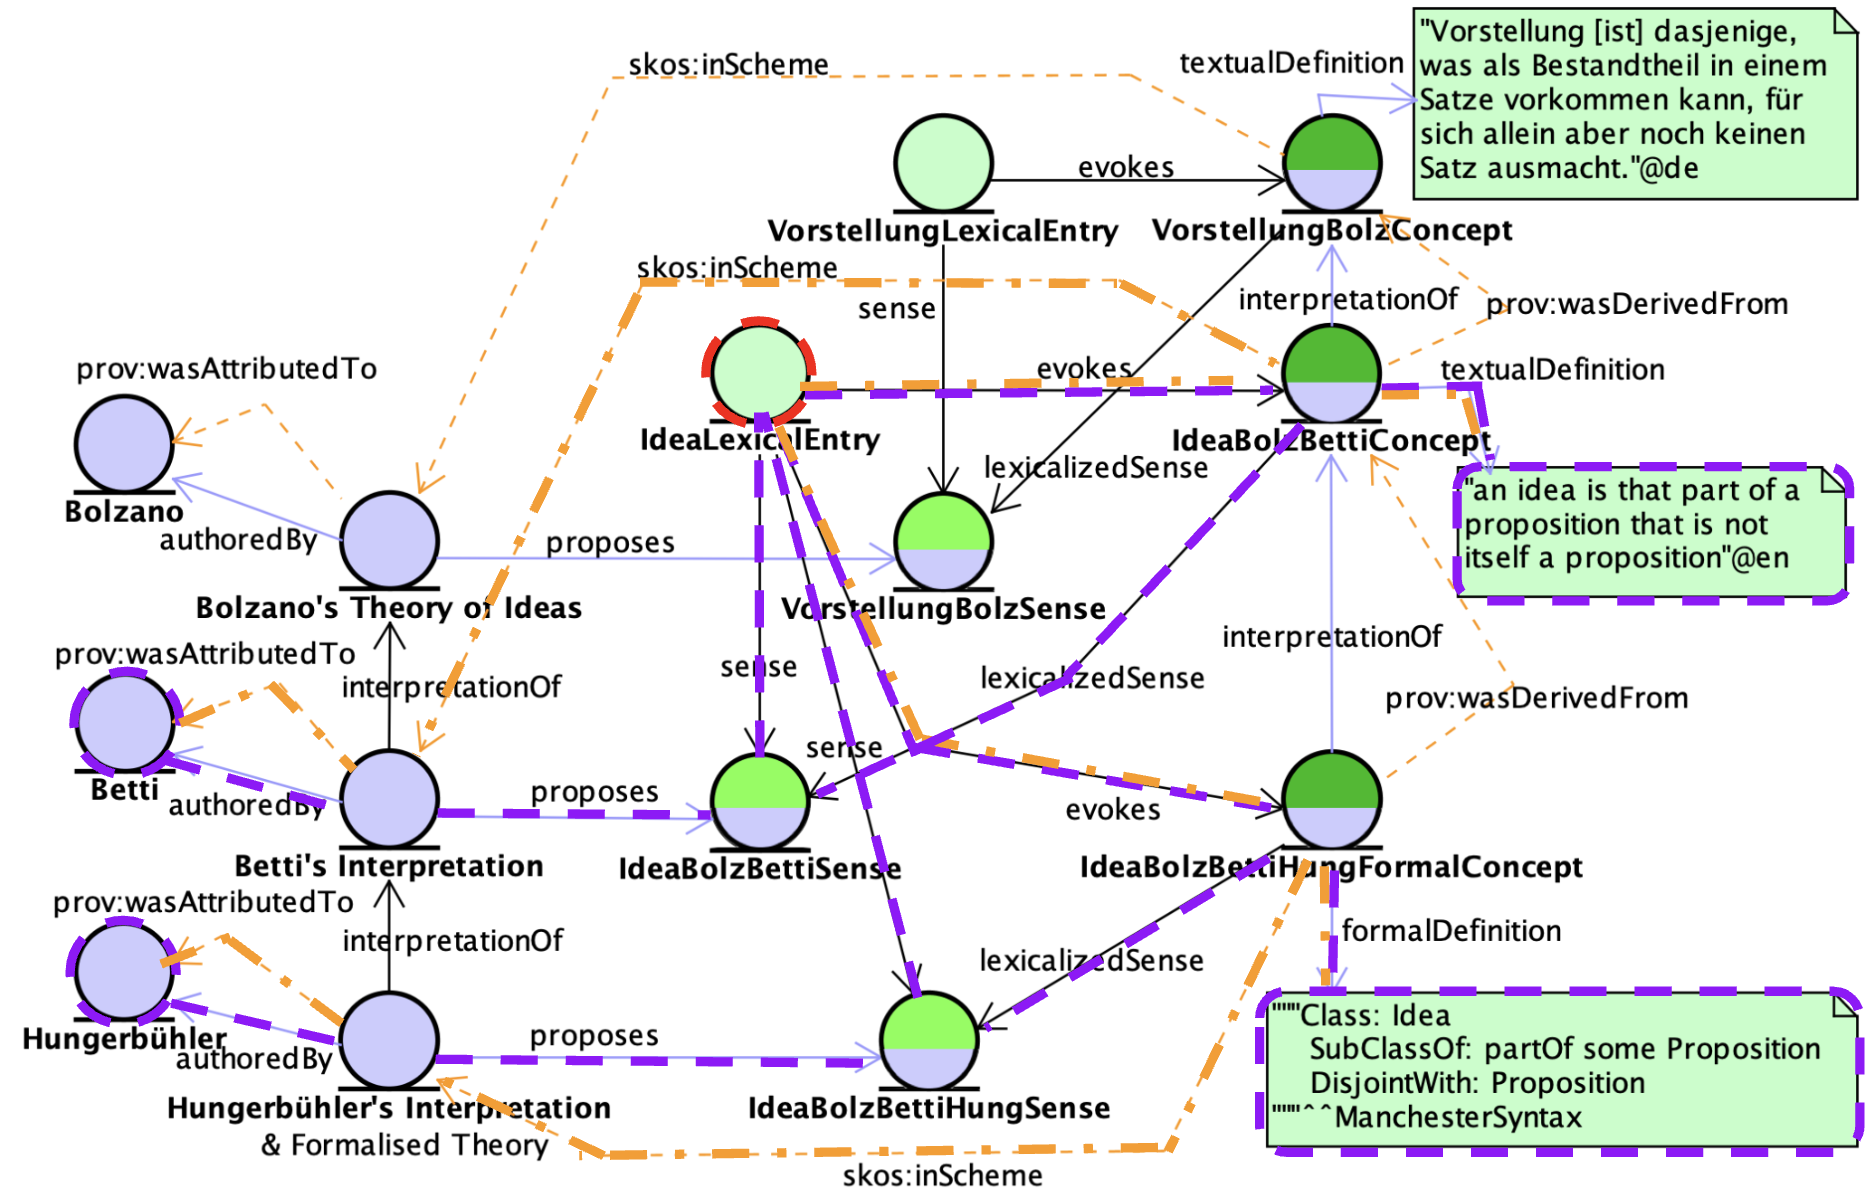 skos:inScheme
textualDefinition
"Vorstellung [ist] dasjenige,
was als Bestandtheil in einem
Satze vorkommen kann, für
sich allein aber noch keinen
Satz ausmacht."@de
evokes
VorstellungLexicalEntry
VorstellungBolzConcept
skos:inScheme
sense
interpretationOf
prov:wasDerivedFrom
prov:wasAttributedTo
evokes
textualDefinition
IdeaLexicalEntry
IdeaBolzBettiConcept
lexicalizedSense
"an idea is that part of a
proposition that is not
itself a proposition"@en
Bolzano
authoredBy
proposes
Bolzano's Theory of Ideas
VorstellungBolzSense
prov:wasAttributedTo
interpretationOf
sense
lexicalizedSense
interpretationOf
prov:wasDerivedFrom
sense
Betti
authoredBy
proposes
evokes
Betti's Interpretation
IdeaBolzBettiSense
IdeaBolzBettiHungFormalConcept
prov:wasAttributedTo
interpretationOf
lexicalizedSense
formalDefinition
Hungerbühler
authoredBy
proposes
"""Class: Idea
SubClassOf: partOf some Proposition
DisjointWith: Proposition
"""^^ManchesterSyntax
Hungerbühler's Interpretation
& Formalised Theory
IdeaBolzBettiHungSense
skos:inScheme